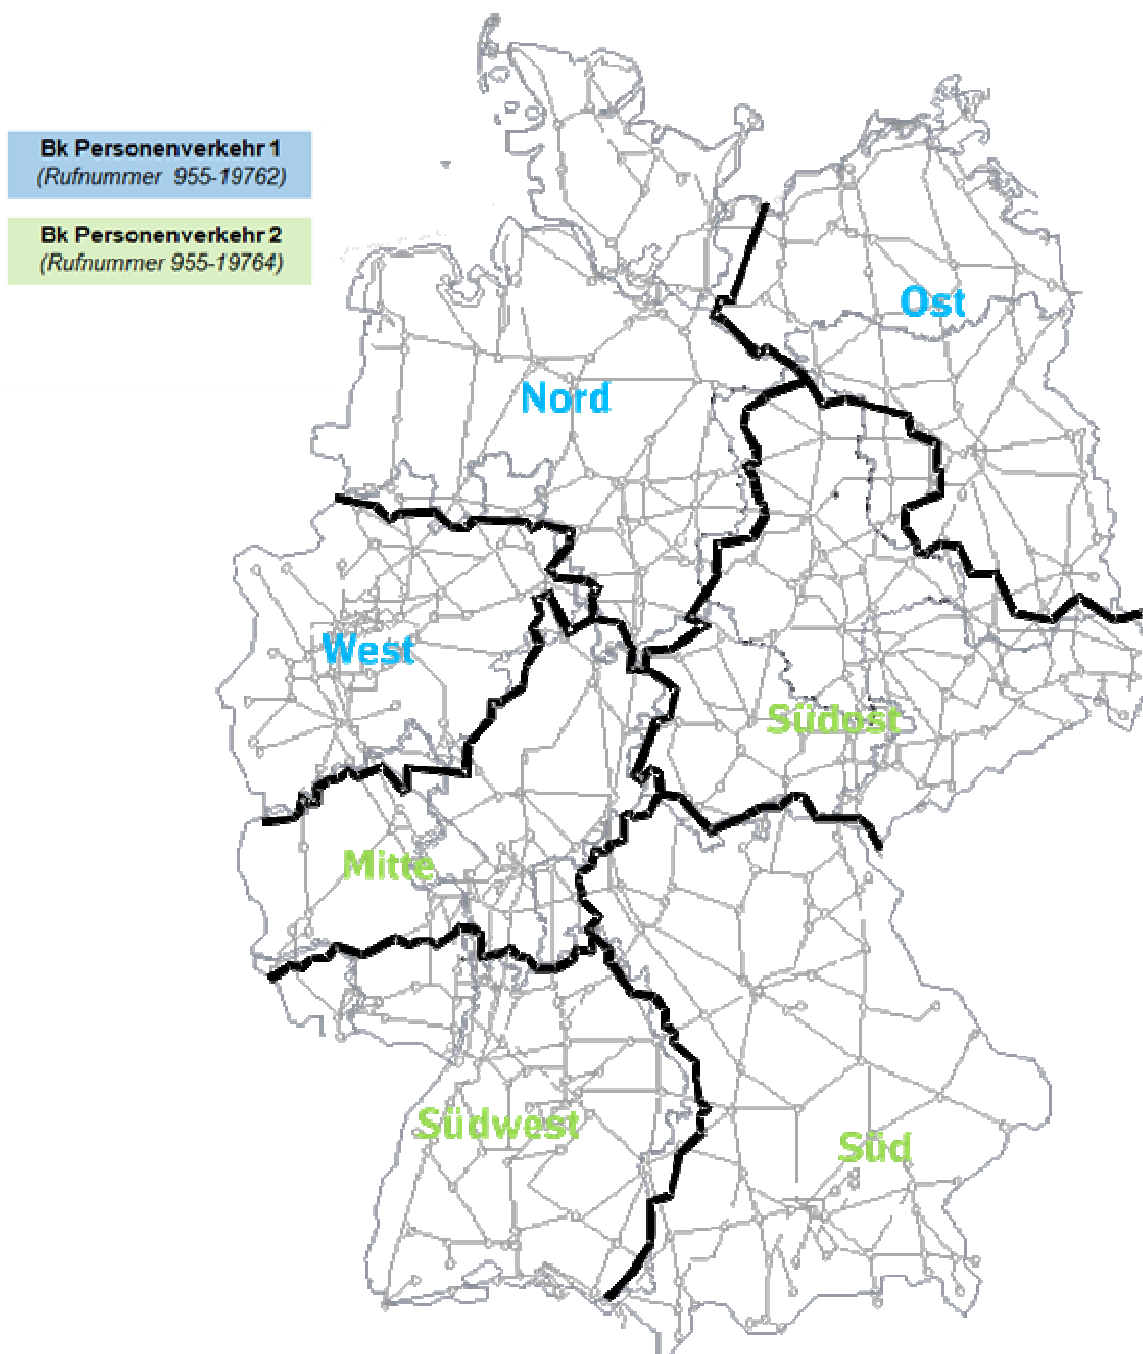 Bk Personenverkehr 1
(Rufnummer 955-19762)
Bk Personenverkehr 2
(Rufnummer 955-19764)
Ost
Nord
West
Südost
Mitte
Südwest
Süd